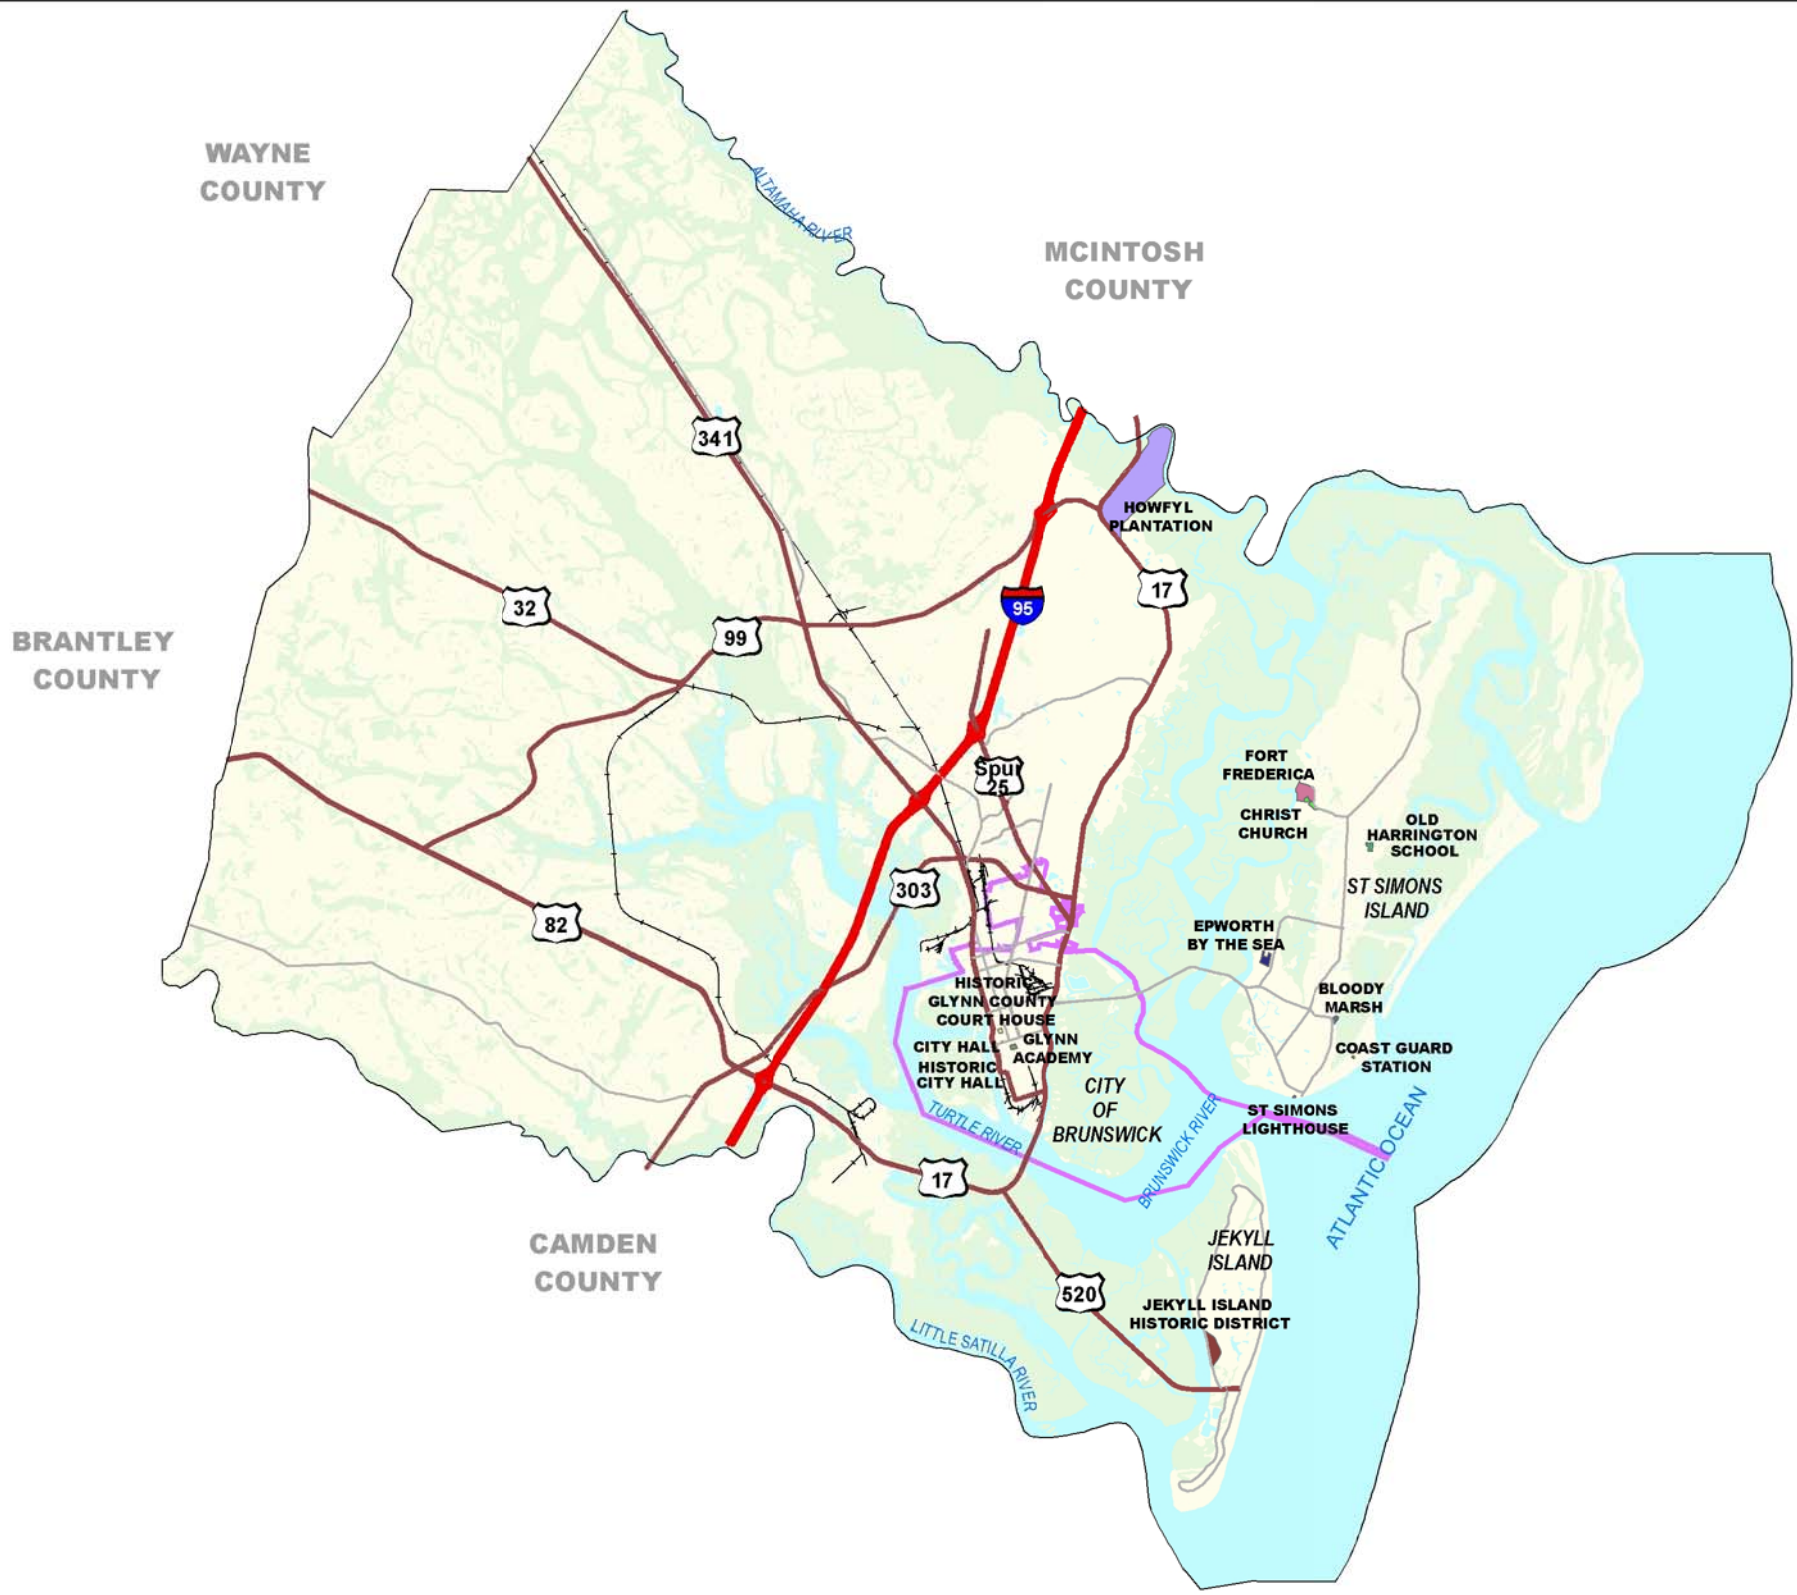 WAYNE
COUNTY
ALTAMAHA RIVER
MCINTOSH
COUNTY
341
HOWFYL
PLANTATION
32
95
17
99
BRANTLEY
COUNTY
Spur
25
FORT
FREDERICA
CHRIST
CHURCH
OLD
HARRINGTON
SCHOOL
303
ST SIMONS
ISLAND
82
EPWORTH
BY THE SEA
HISTORIC
GLYNN COUNTY
COURT HOUSE
BLOODY
MARSH
CITY HALL
GLYNN
ACADEMY
HISTORIC
CITY HALL
COAST GUARD
STATION
CITY
OF
BRUNSWICK
TURTLE RIVER
BRUNSWICK RIVER
ST SIMONS
LIGHTHOUSE
ATLANTIC OCEAN
17
CAMDEN
COUNTY
JEKYLL
ISLAND
520
JEKYLL ISLAND
HISTORIC DISTRICT
LITTLE SATILLA RIVER